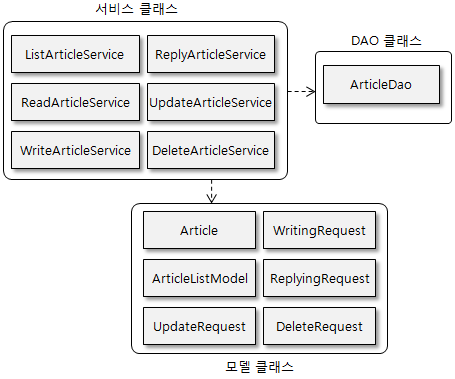 서비스 클래스
ListArticleService ReplyArticleService
ReadArticleService UpdateArticleService
WriteArticleService DeleteArticleService
DAO 클래스
ArticleDao
Article WritingRequest
ArticleListModel ReplyingRequest
UpdateRequest DeleteRequest
모델 클래스